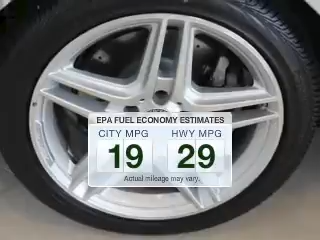 EPA FUEL ECONOMY ESTIMATES
CITY MPG HWY MPG
19 29
Actual mileage may vary.